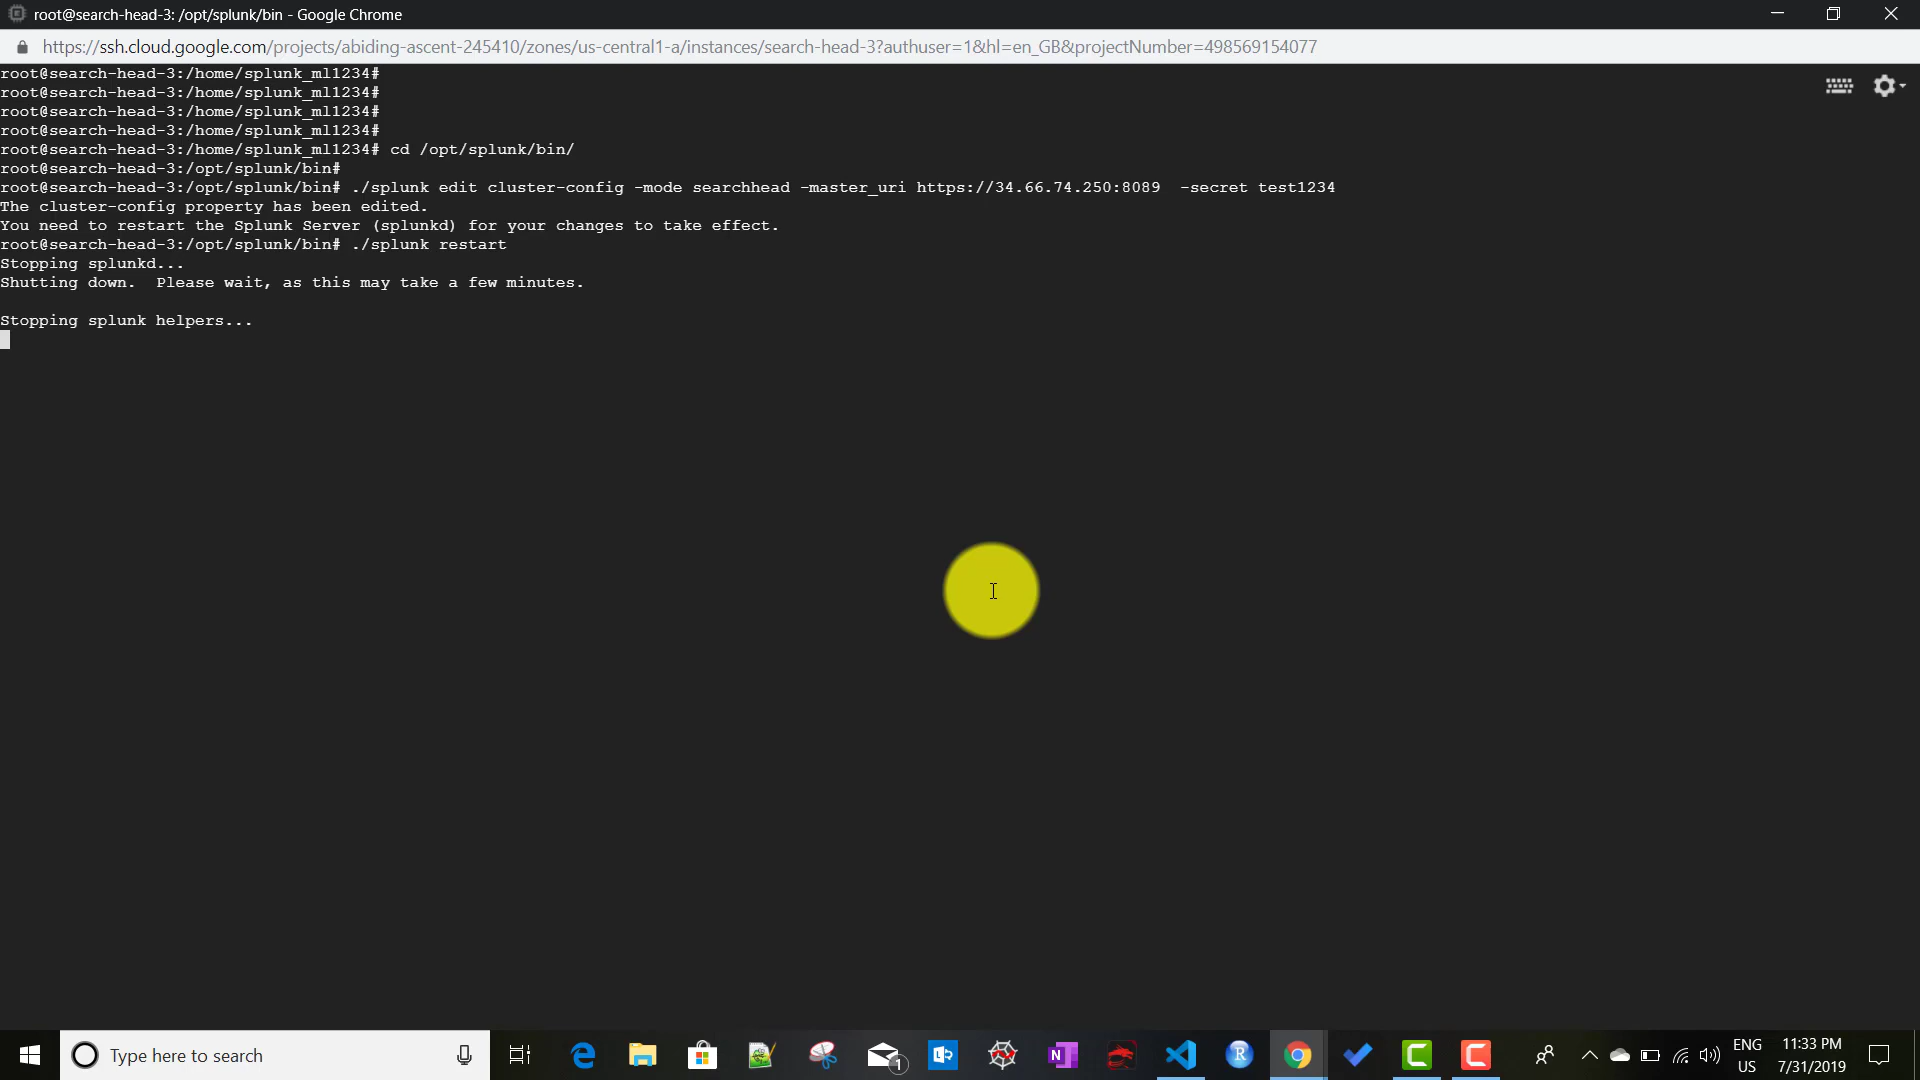 root@search-head-3: /opt/splunk/bin - Google Chrome
https://ssh.cloud.google.com/projects/abiding-ascent-245410/zones/us-central1-a/instances/search-head-3?authuser=1&hl=en_GB&projectNumber=498569154077
root@search-head-3:/home/splunk_ml1234#
root@search-head-3:/home/splunk_ml1234#
root@search-head-3:/home/splunk_ml1234#
root@search-head-3:/home/splunk_ml1234#
root@search-head-3:/home/splunk_ml1234# cd /opt/splunk/bin/
root@search-head-3:/opt/splunk/bin#
root@search-head-3:/opt/splunk/bin# ./splunk edit cluster-config -mode searchhead -master_uri https://34.66.74.250:8089  -secret test1234
The cluster-config property has been edited.
You need to restart the Splunk Server (splunkd) for your changes to take effect.
root@search-head-3:/opt/splunk/bin# ./splunk restart
Stopping splunkd...
Shutting down.  Please wait, as this may take a few minutes.
Stopping splunk helpers...
Type here to search
1
N
R
C
C
ENG
US
11:33 PM
7/31/2019